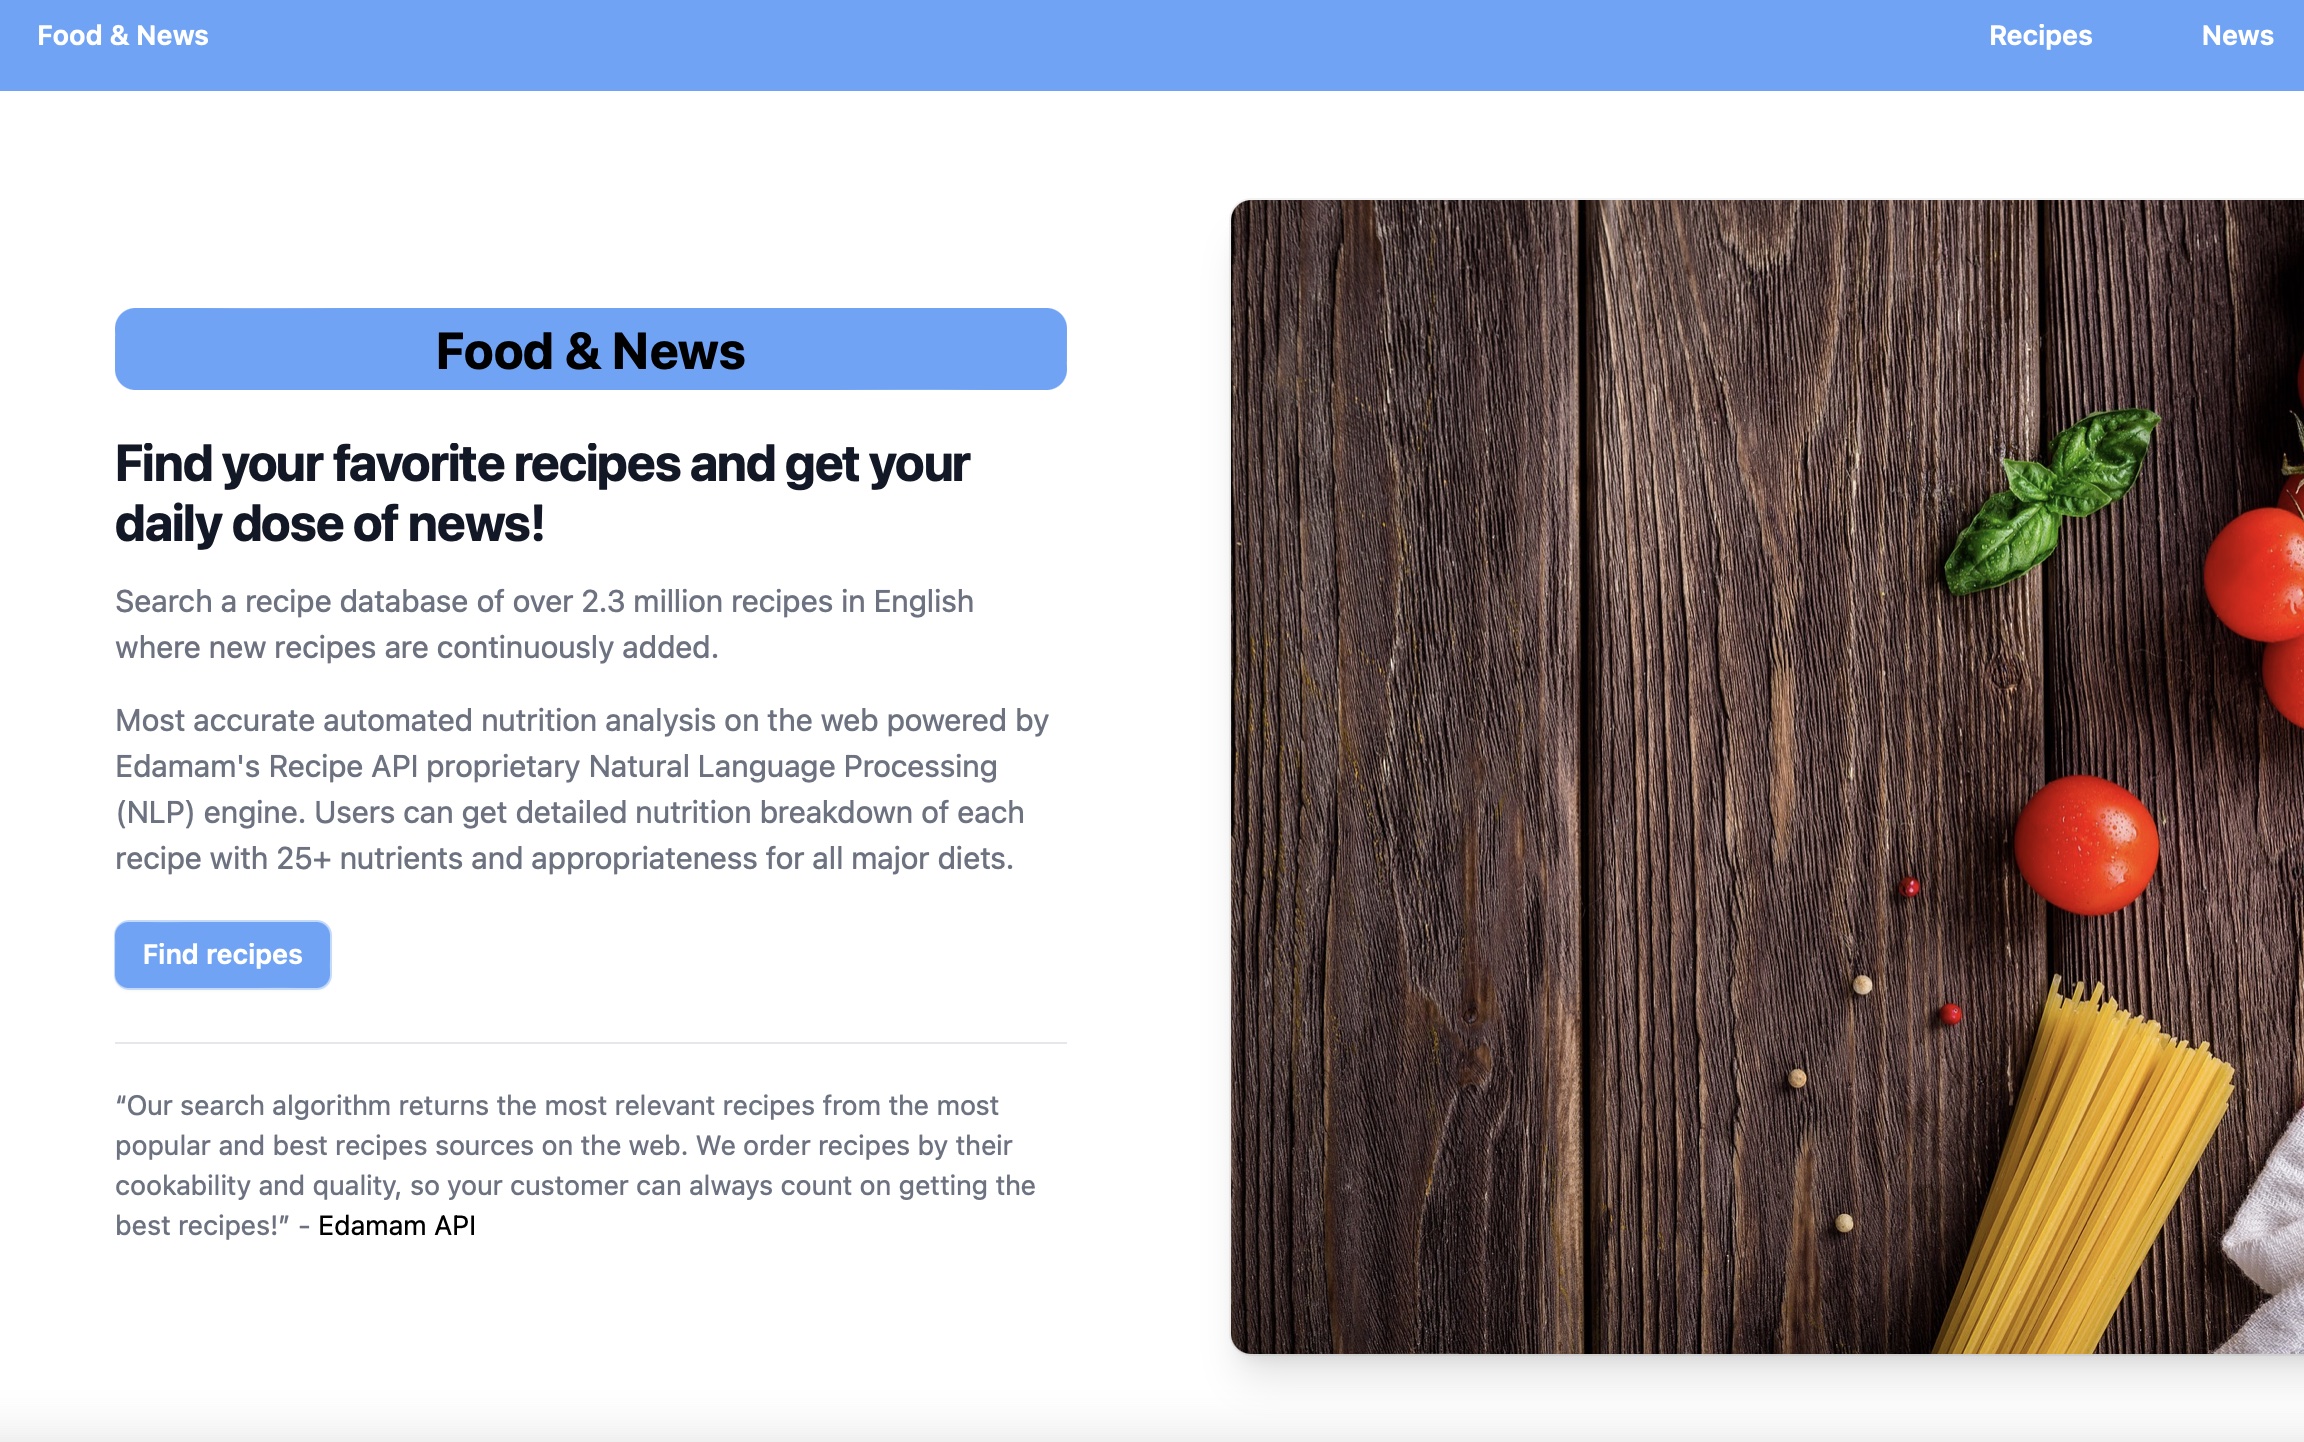 Food & News
Recipes
News
Food & News
Find your favorite recipes and get your
daily dose of news!
Search a recipe database of over 2.3 million recipes in English
where new recipes are continuously added.
Most accurate automated nutrition analysis on the web powered by
Edamam's Recipe API proprietary Natural Language Processing
(NLP) engine. Users can get detailed nutrition breakdown of each
recipe with 25+ nutrients and appropriateness for all major diets.
Find recipes
“Our search algorithm returns the most relevant recipes from the most
popular and best recipes sources on the web. We order recipes by their
cookability and quality, so your customer can always count on getting the
best recipes!” - Edamam API